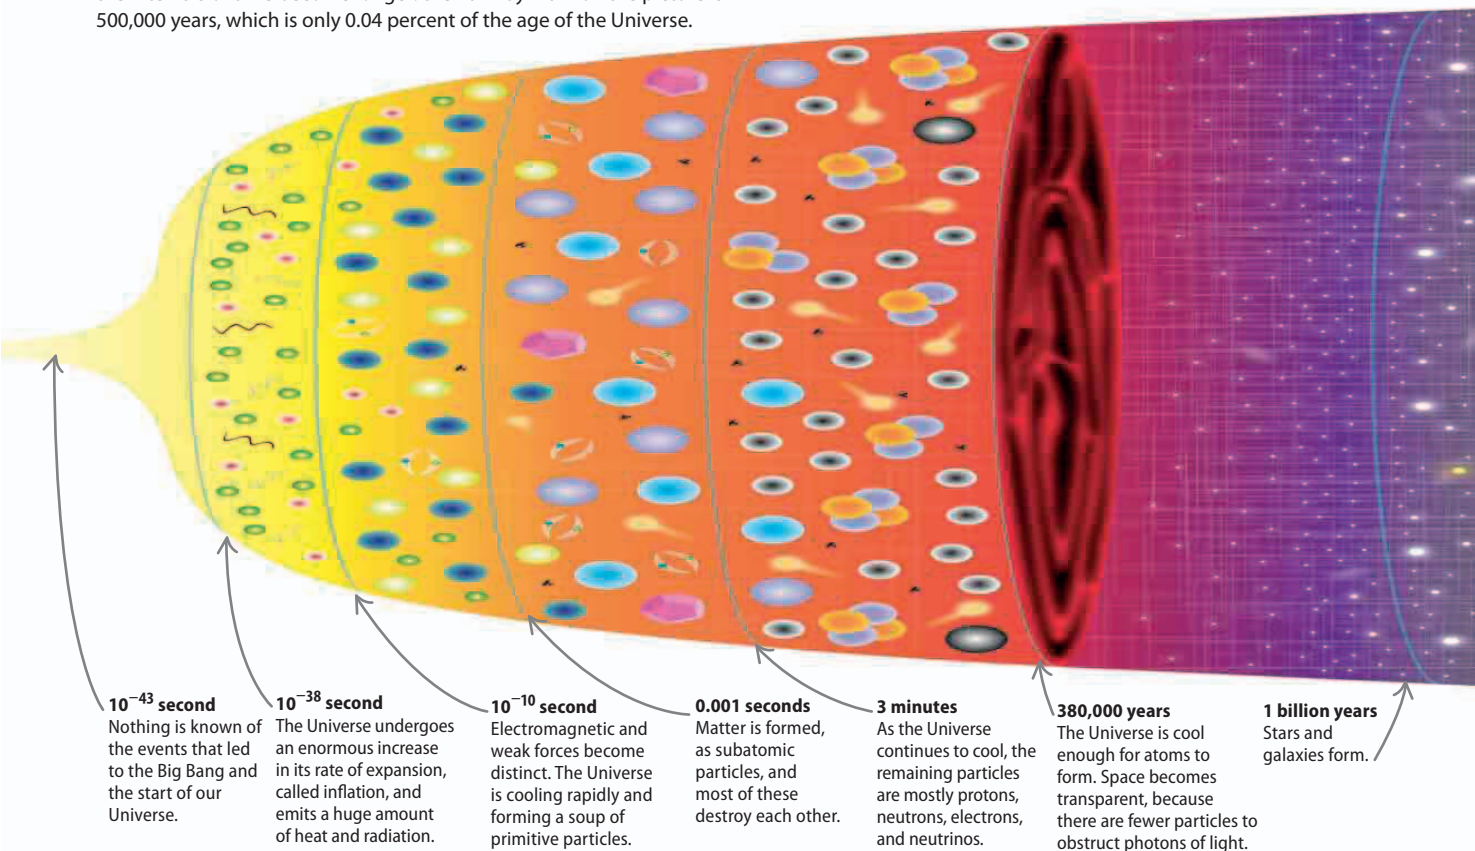 500,000 years, which is only 0.04 percent of the age of the Universe.
10⁻⁴³ second
Nothing is known of
the events that led
to the Big Bang and
the start of our
Universe.
10⁻³⁸ second
The Universe undergoes
an enormous increase
in its rate of expansion,
called inflation, and
emits a huge amount
of heat and radiation.
10⁻¹⁰ second
Electromagnetic and
weak forces become
distinct. The Universe
is cooling rapidly and
forming a soup of
primitive particles.
0.001 seconds
Matter is formed,
as subatomic
particles, and
most of these
destroy each other.
3 minutes
As the Universe
continues to cool, the
remaining particles
are mostly protons,
neutrons, electrons,
and neutrinos.
380,000 years
The Universe is cool
enough for atoms to
form. Space becomes
transparent, because
there are fewer particles to
obstruct photons of light.
1 billion years
Stars and
galaxies form.